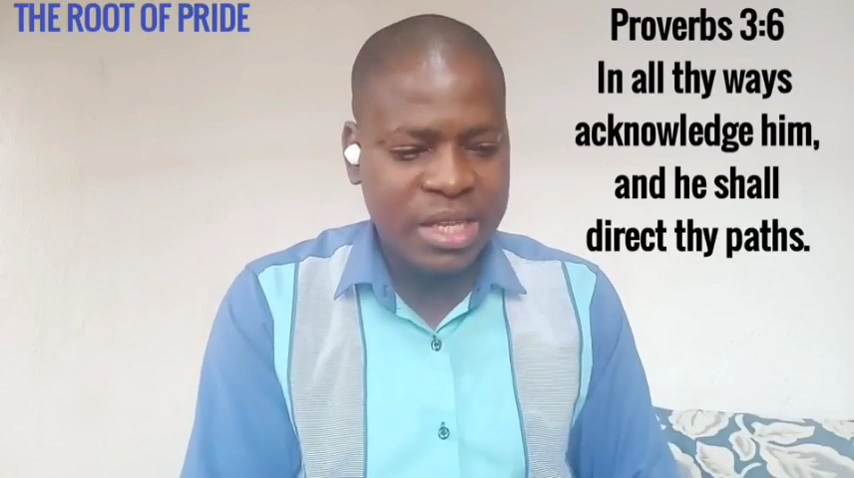 THE ROOT OF PRIDE
Proverbs 3:6
In all thy ways
acknowledge him,
and he shall
direct thy paths.